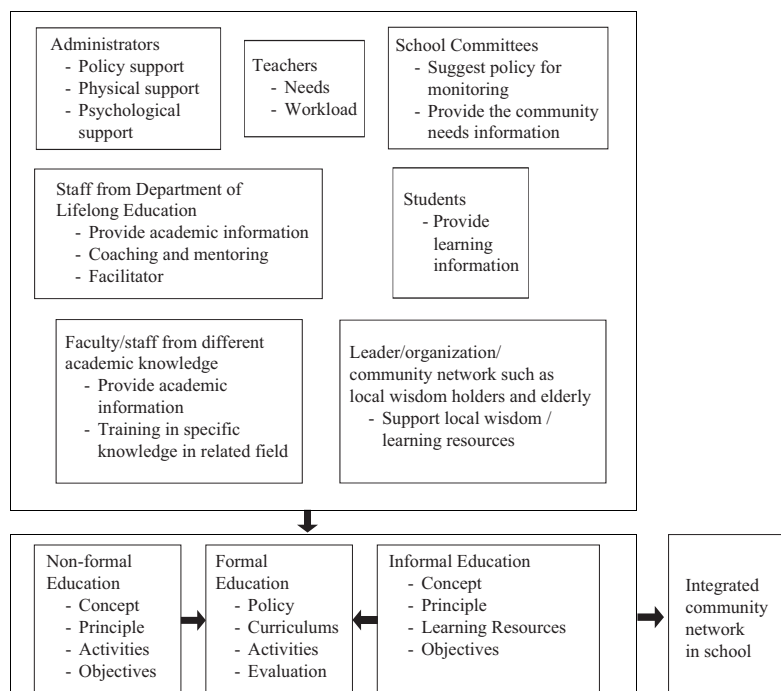 Administrators
- Policy support
- Physical support
- Psychological
support
Teachers
- Needs
- Workload
School Committees
- Suggest policy for
monitoring
- Provide the community
needs information
Staff from Department of
Lifelong Education
- Provide academic information
- Coaching and mentoring
- Facilitator
Students
- Provide
learning
information
Faculty/staff from different
academic knowledge
- Provide academic
information
- Training in specific
knowledge in related field
Leader/organization/
community network such as
local wisdom holders and elderly
- Support local wisdom /
learning resources
Non-formal
Education
- Concept
- Principle
- Activities
- Objectives
Formal
Education
- Policy
- Curriculums
- Activities
- Evaluation
Informal Education
- Concept
- Principle
- Learning Resources
- Objectives
Integrated
community
network
in school